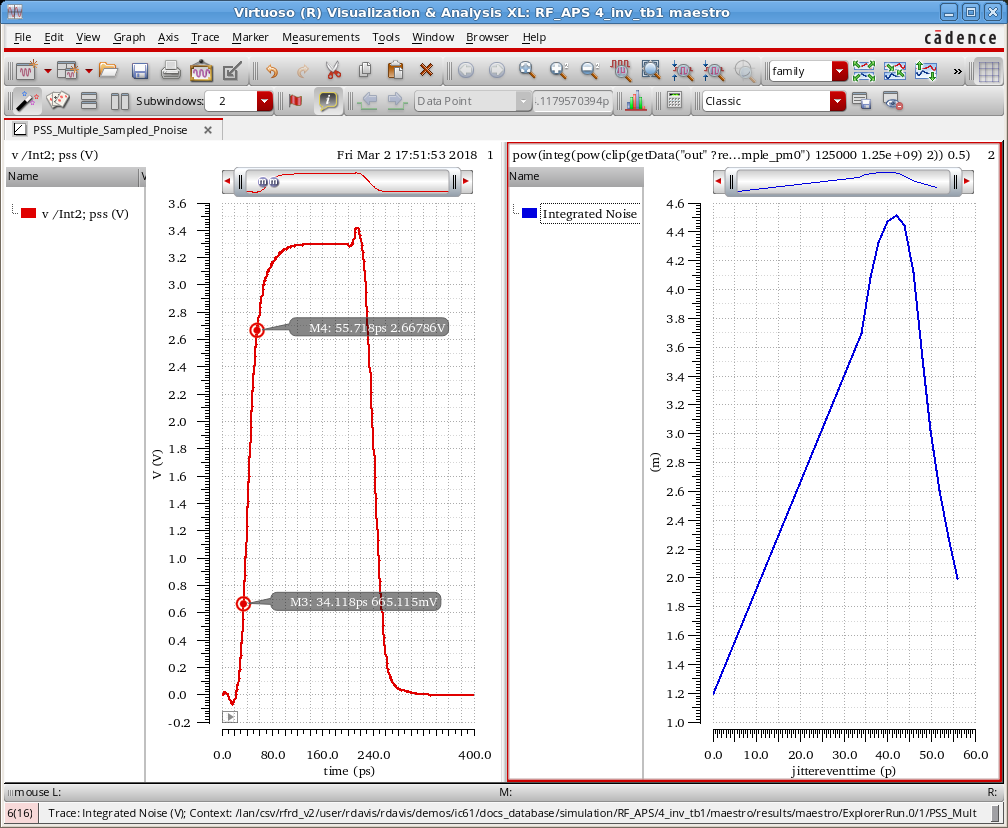 Virtuoso (R) Visualization & Analysis XL: RF_APS 4_inv_tb1 maestro
File Edit View Graph Axis Trace Marker Measurements Tools Window Browser Help
cādence
family
»
Subwindows: 2
Data Point
.1179570394p
Classic
PSS_Multiple_Sampled_Pnoise
v /Int2; pss (V)
Fri Mar 2 17:51:53 2018 1
Name
V
v /Int2; pss (V)
m m
3.6
3.4
3.2
3.0
2.8
2.6
2.4
2.2
2.0
1.8
1.6
1.4
1.2
1.0
0.8
0.6
0.4
0.2
0.0
-0.2
V (V)
M4: 55.718ps 2.66786V
M3: 34.118ps 665.115mV
0.0 80.0 160.0 240.0 400.0
time (ps)
pow(integ(pow(clip(getData("out" ?re...mple_pm0") 125000 1.25e+09) 2)) 0.5) 2
Name
Integrated Noise
4.6
4.4
4.2
4.0
3.8
3.6
3.4
3.2
3.0
2.8
2.6
2.4
2.2
2.0
1.8
1.6
1.4
1.2
1.0
(m)
0.0 10.0 20.0 30.0 40.0 50.0 60.0
jittereventtime (p)
mouse L: M: R:
6(16) Trace: Integrated Noise (V); Context: /lan/csv/rfrd_v2/user/rdavis/rdavis/demos/ic61/docs_database/simulation/RF_APS/4_inv_tb1/maestro/results/maestro/ExplorerRun.0/1/PSS_Mult